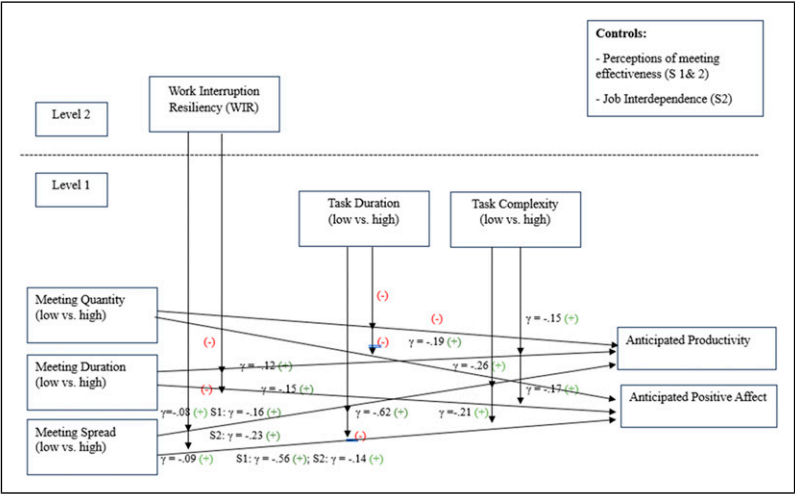 Controls:
- Perceptions of meeting
effectiveness (S 1& 2)
- Job Interdependence (S2)
Work Interruption
Resiliency (WIR)
Level 2
Level 1
Task Duration
(low vs. high)
Task Complexity
(low vs. high)
Meeting Quantity
(low vs. high)
(-)
(-)
γ = -.15 (+)
(-)
(-)
γ = -.19 (+)
Anticipated Productivity
Meeting Duration
(low vs. high)
γ = -.12 (+)
γ = -.26 (+)
(-)
γ = -.15 (+)
γ = -.17 (+)
Anticipated Positive Affect
γ=-.08 (+)
S1: γ = -.16 (+)
γ = -.62 (+)
γ=-.21 (+)
Meeting Spread
(low vs. high)
S2: γ = -.23 (+)
(-)
γ = -.09 (+)
S1: γ = -.56 (+); S2: γ = -.14 (+)